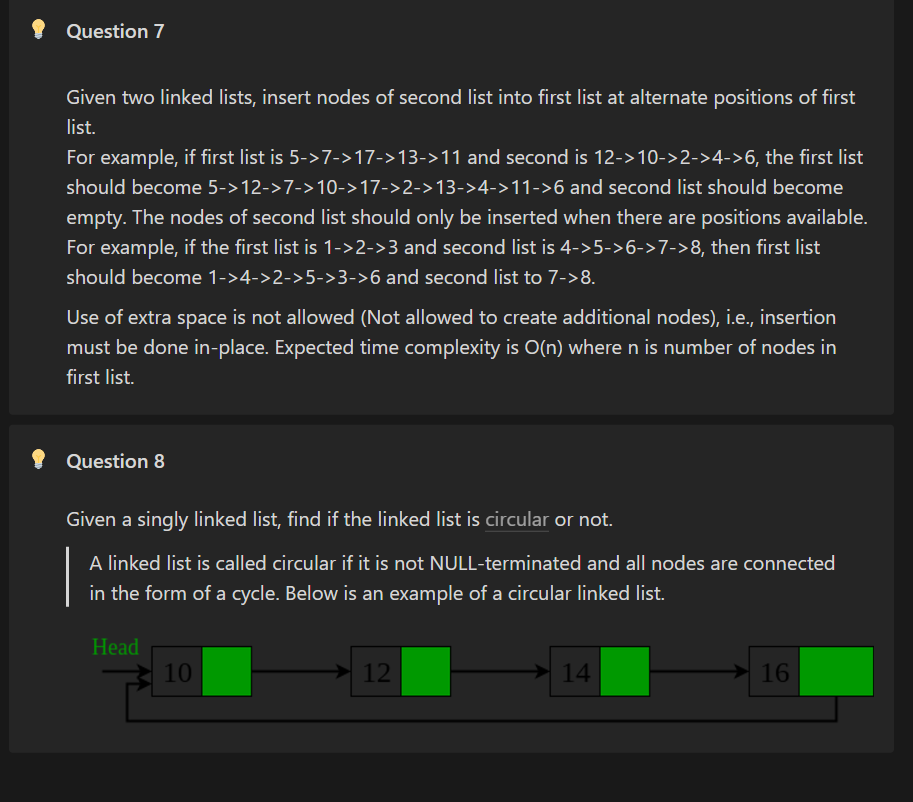 Question 7
Given two linked lists, insert nodes of second list into first list at alternate positions of first
list.
For example, if first list is 5->7->17->13->11 and second is 12->10->2->4->6, the first list
should become 5->12->7->10->17->2->13->4->11->6 and second list should become
empty. The nodes of second list should only be inserted when there are positions available.
For example, if the first list is 1->2->3 and second list is 4->5->6->7->8, then first list
should become 1->4->2->5->3->6 and second list to 7->8.
Use of extra space is not allowed (Not allowed to create additional nodes), i.e., insertion
must be done in-place. Expected time complexity is O(n) where n is number of nodes in
first list.
Question 8
Given a singly linked list, find if the linked list is circular or not.
A linked list is called circular if it is not NULL-terminated and all nodes are connected
in the form of a cycle. Below is an example of a circular linked list.
Head
10 12 14 16